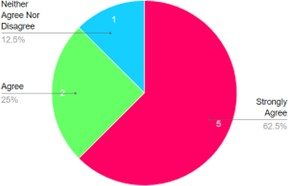 Neither
Agree Nor
Disagree
12.5%
1
Agree
25%
2
5
Strongly
Agree
62.5%